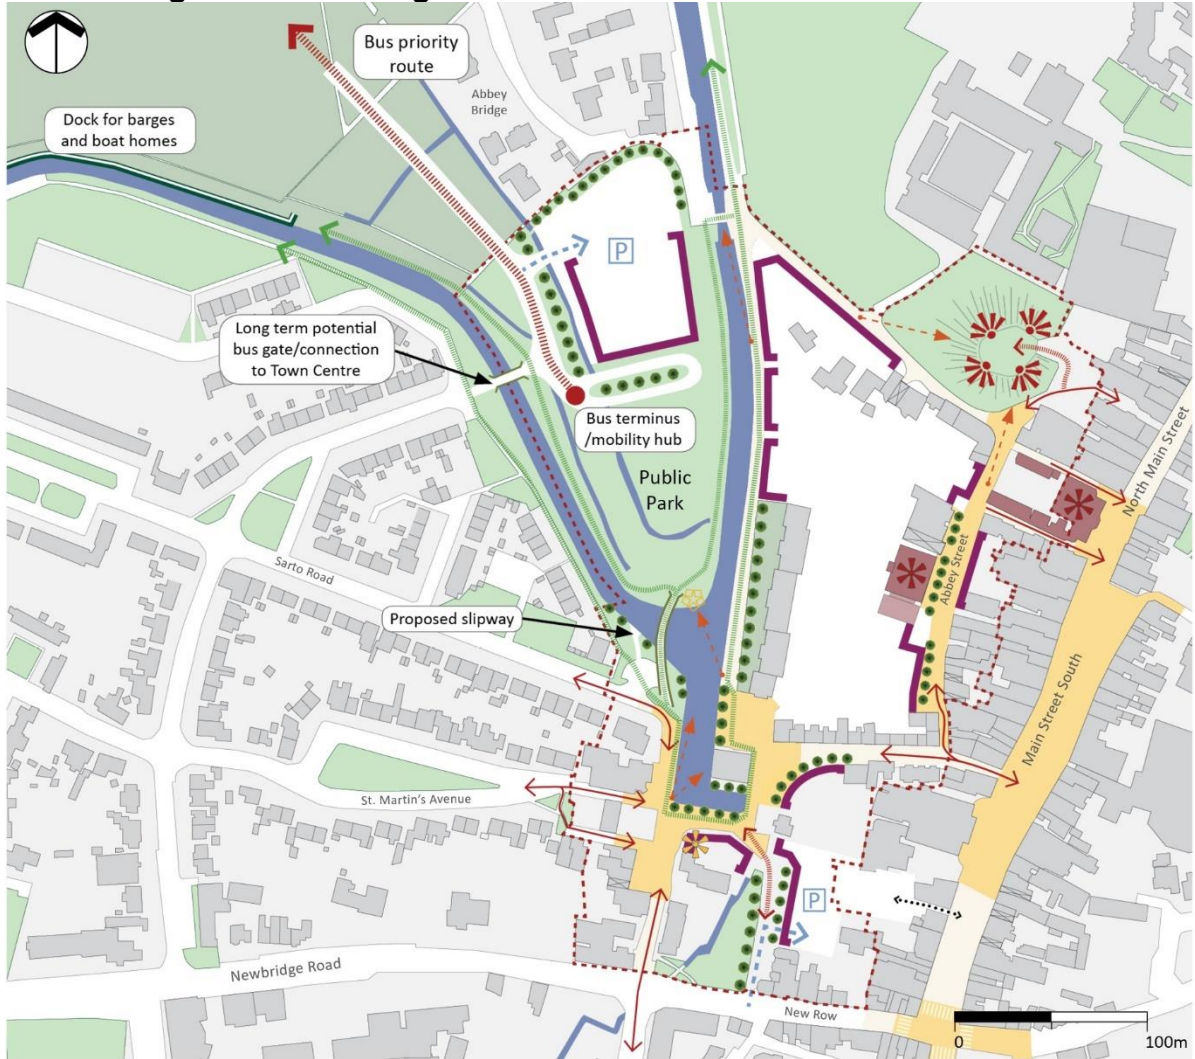 Bus priority
route
Abbey
Bridge
Dock for barges
and boat homes
P
Long term potential
bus gate/connection
to Town Centre
Bus terminus
/mobility hub
Public
Park
North Main Street
Abbey Street
Sarto Road
Proposed slipway
Main Street South
St. Martin's Avenue
P
Newbridge Road
New Row
0
100m